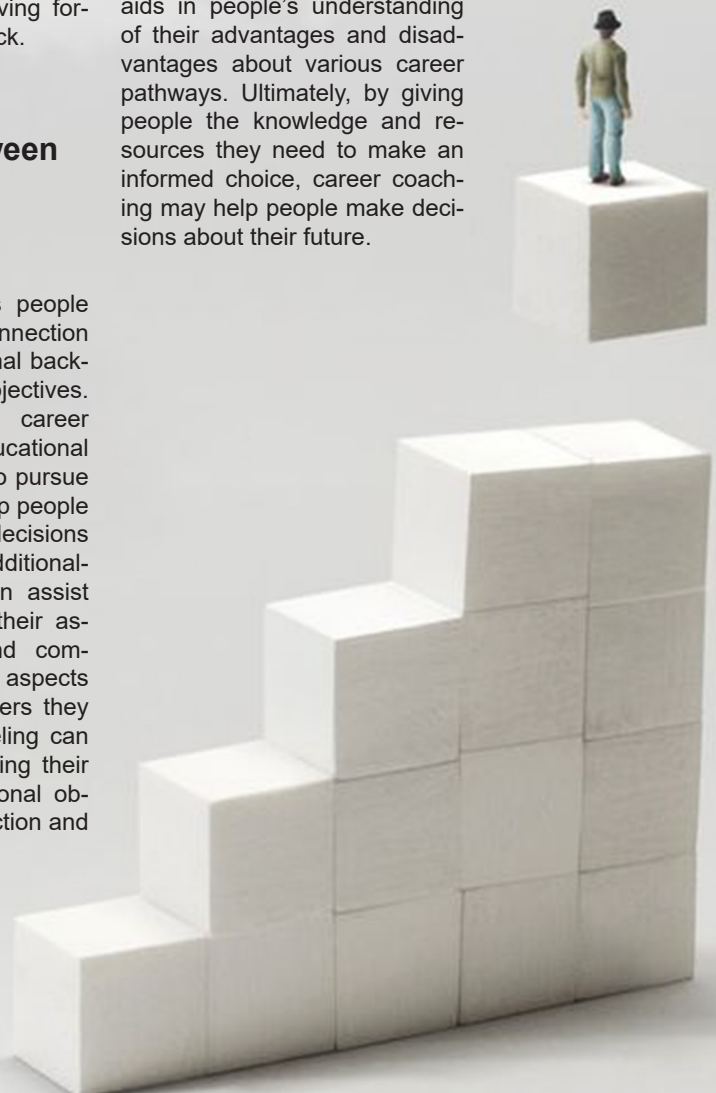 ving for-
ck.
veen
s people
nnection
nal back-
jectives.
career
ucational
o pursue
p people
decisions
dditional-
n assist
their as-
nd com-
aspects
ers they
eling can
ing their
onal ob-
ction and
aids in people's understanding
of their advantages and disad-
vantages about various career
pathways. Ultimately, by giving
people the knowledge and re-
sources they need to make an
informed choice, career coach-
ing may help people make deci-
sions about their future.